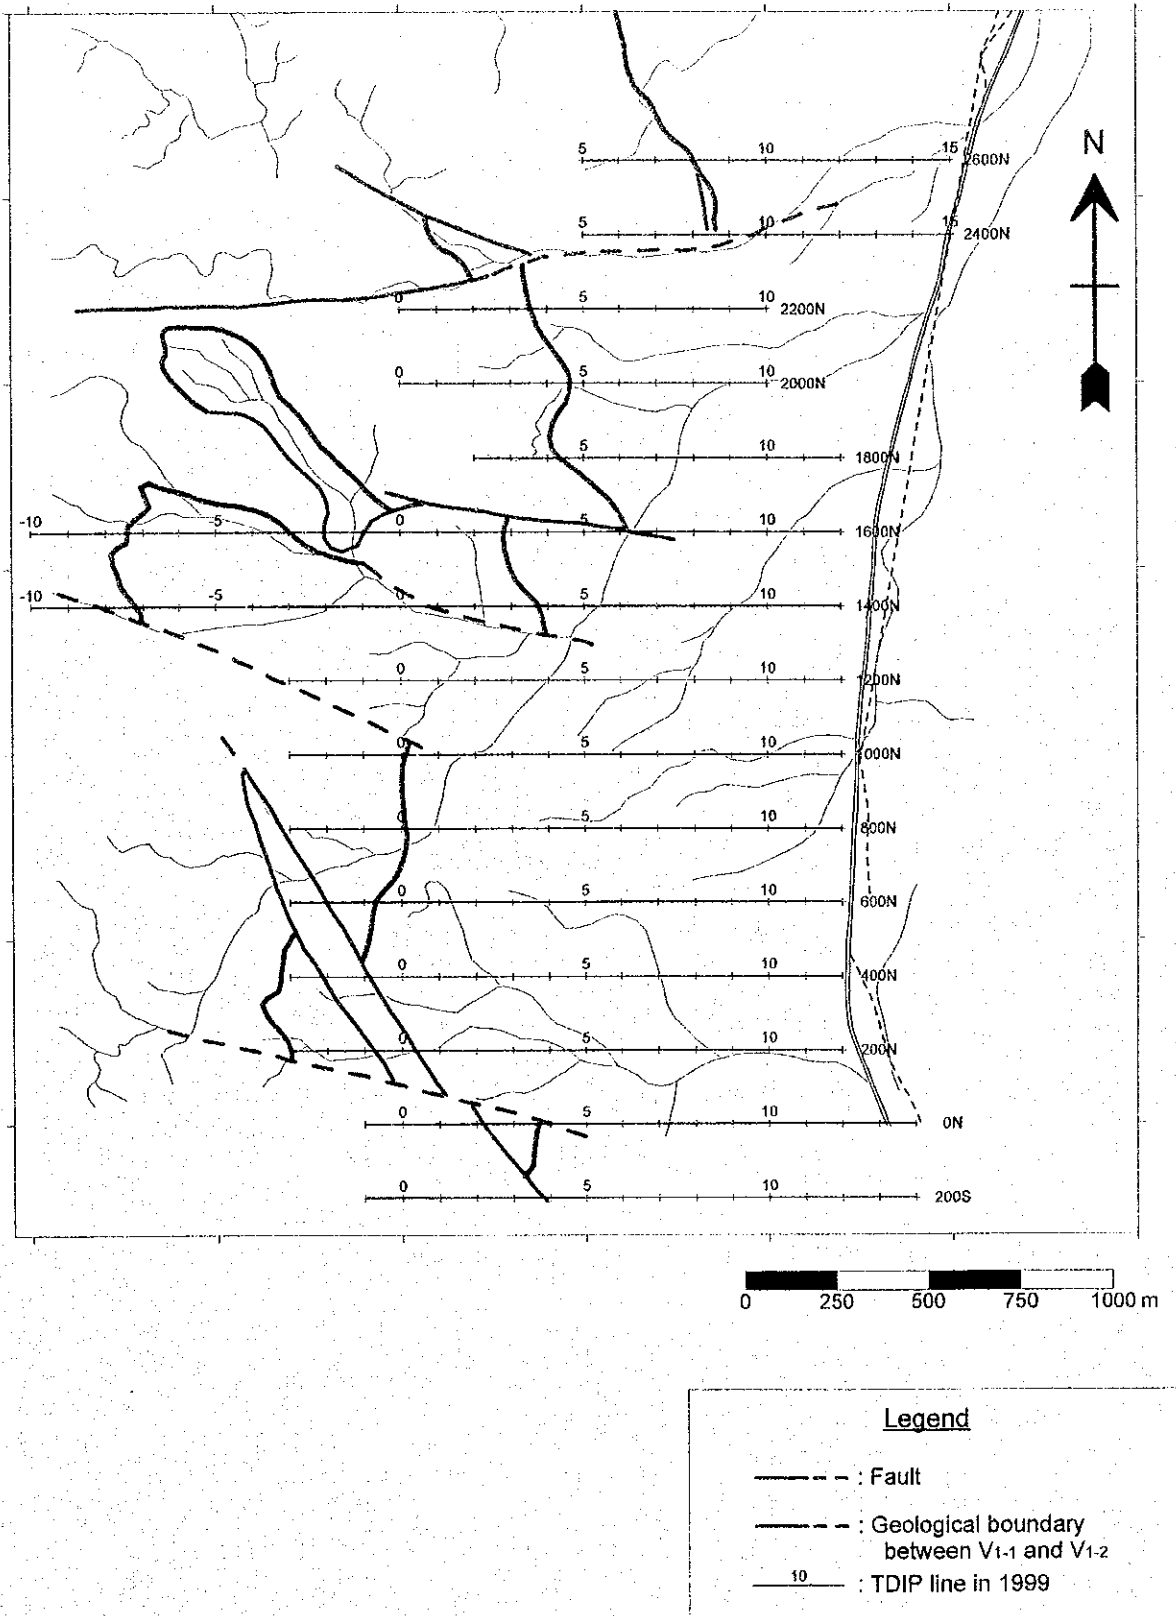 N
5 10 15 2600N
5 10 15 2400N
0 5 10 2200N
0 5 10 2000N
5 10 1800N
-10 -5 0 5 10 1600N
-10 -5 0 5 10 1400N
0 5 10 1200N
0 5 10 1000N
0 5 10 800N
0 5 10 600N
0 5 10 400N
0 5 10 200N
0 5 10 0N
0 5 10 200S
0 250 500 750 1000 m
Legend
: Fault
: Geological boundary
between V1-1 and V1-2
10 : TDIP line in 1999